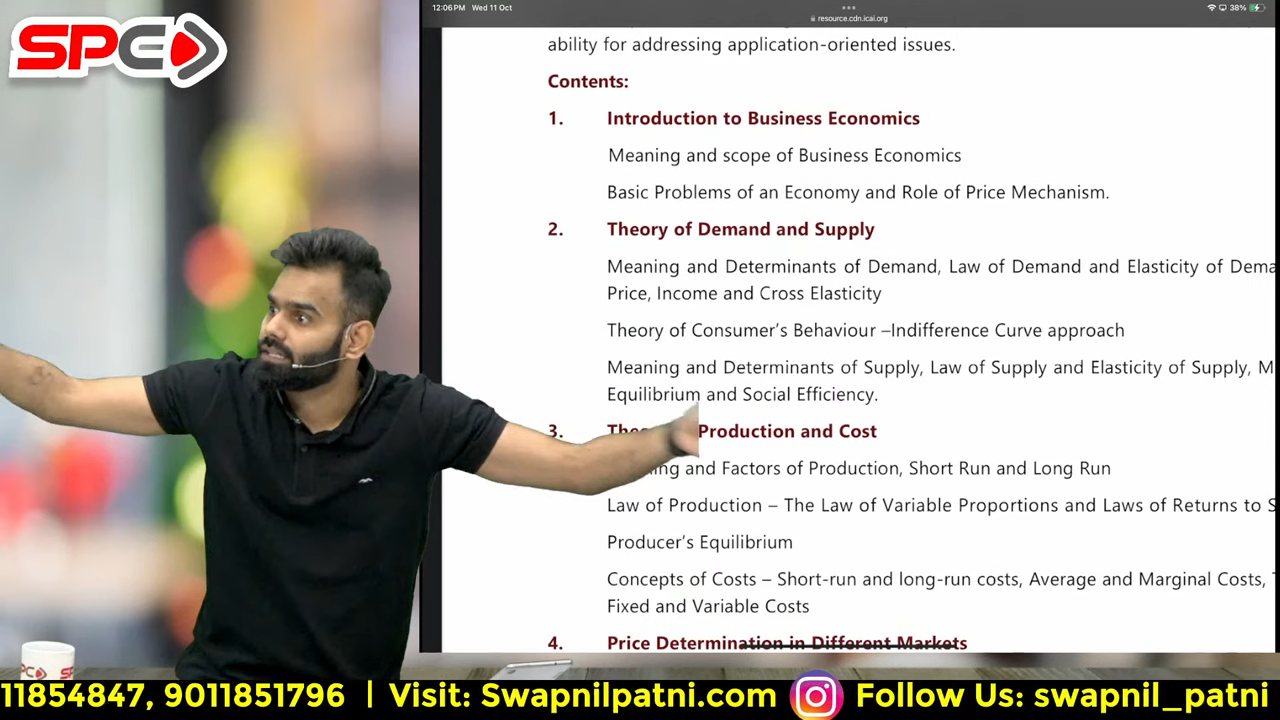 SPC
12:06 PM Wed 11 Oct
38%
resource.cdn.icai.org
ability for addressing application-oriented issues.
Contents:
1. Introduction to Business Economics
Meaning and scope of Business Economics
Basic Problems of an Economy and Role of Price Mechanism.
2. Theory of Demand and Supply
Meaning and Determinants of Demand, Law of Demand and Elasticity of Dema
Price, Income and Cross Elasticity
Theory of Consumer’s Behaviour –Indifference Curve approach
Meaning and Determinants of Supply, Law of Supply and Elasticity of Supply, M
Equilibrium and Social Efficiency.
3. Production and Cost
and Factors of Production, Short Run and Long Run
Law of Production – The Law of Variable Proportions and Laws of Returns to S
Producer’s Equilibrium
Concepts of Costs – Short-run and long-run costs, Average and Marginal Costs,
Fixed and Variable Costs
4. Price Determination in Different Markets
11854847, 9011851796 | Visit: Swapnilpatni.com Follow Us: swapnil_patni